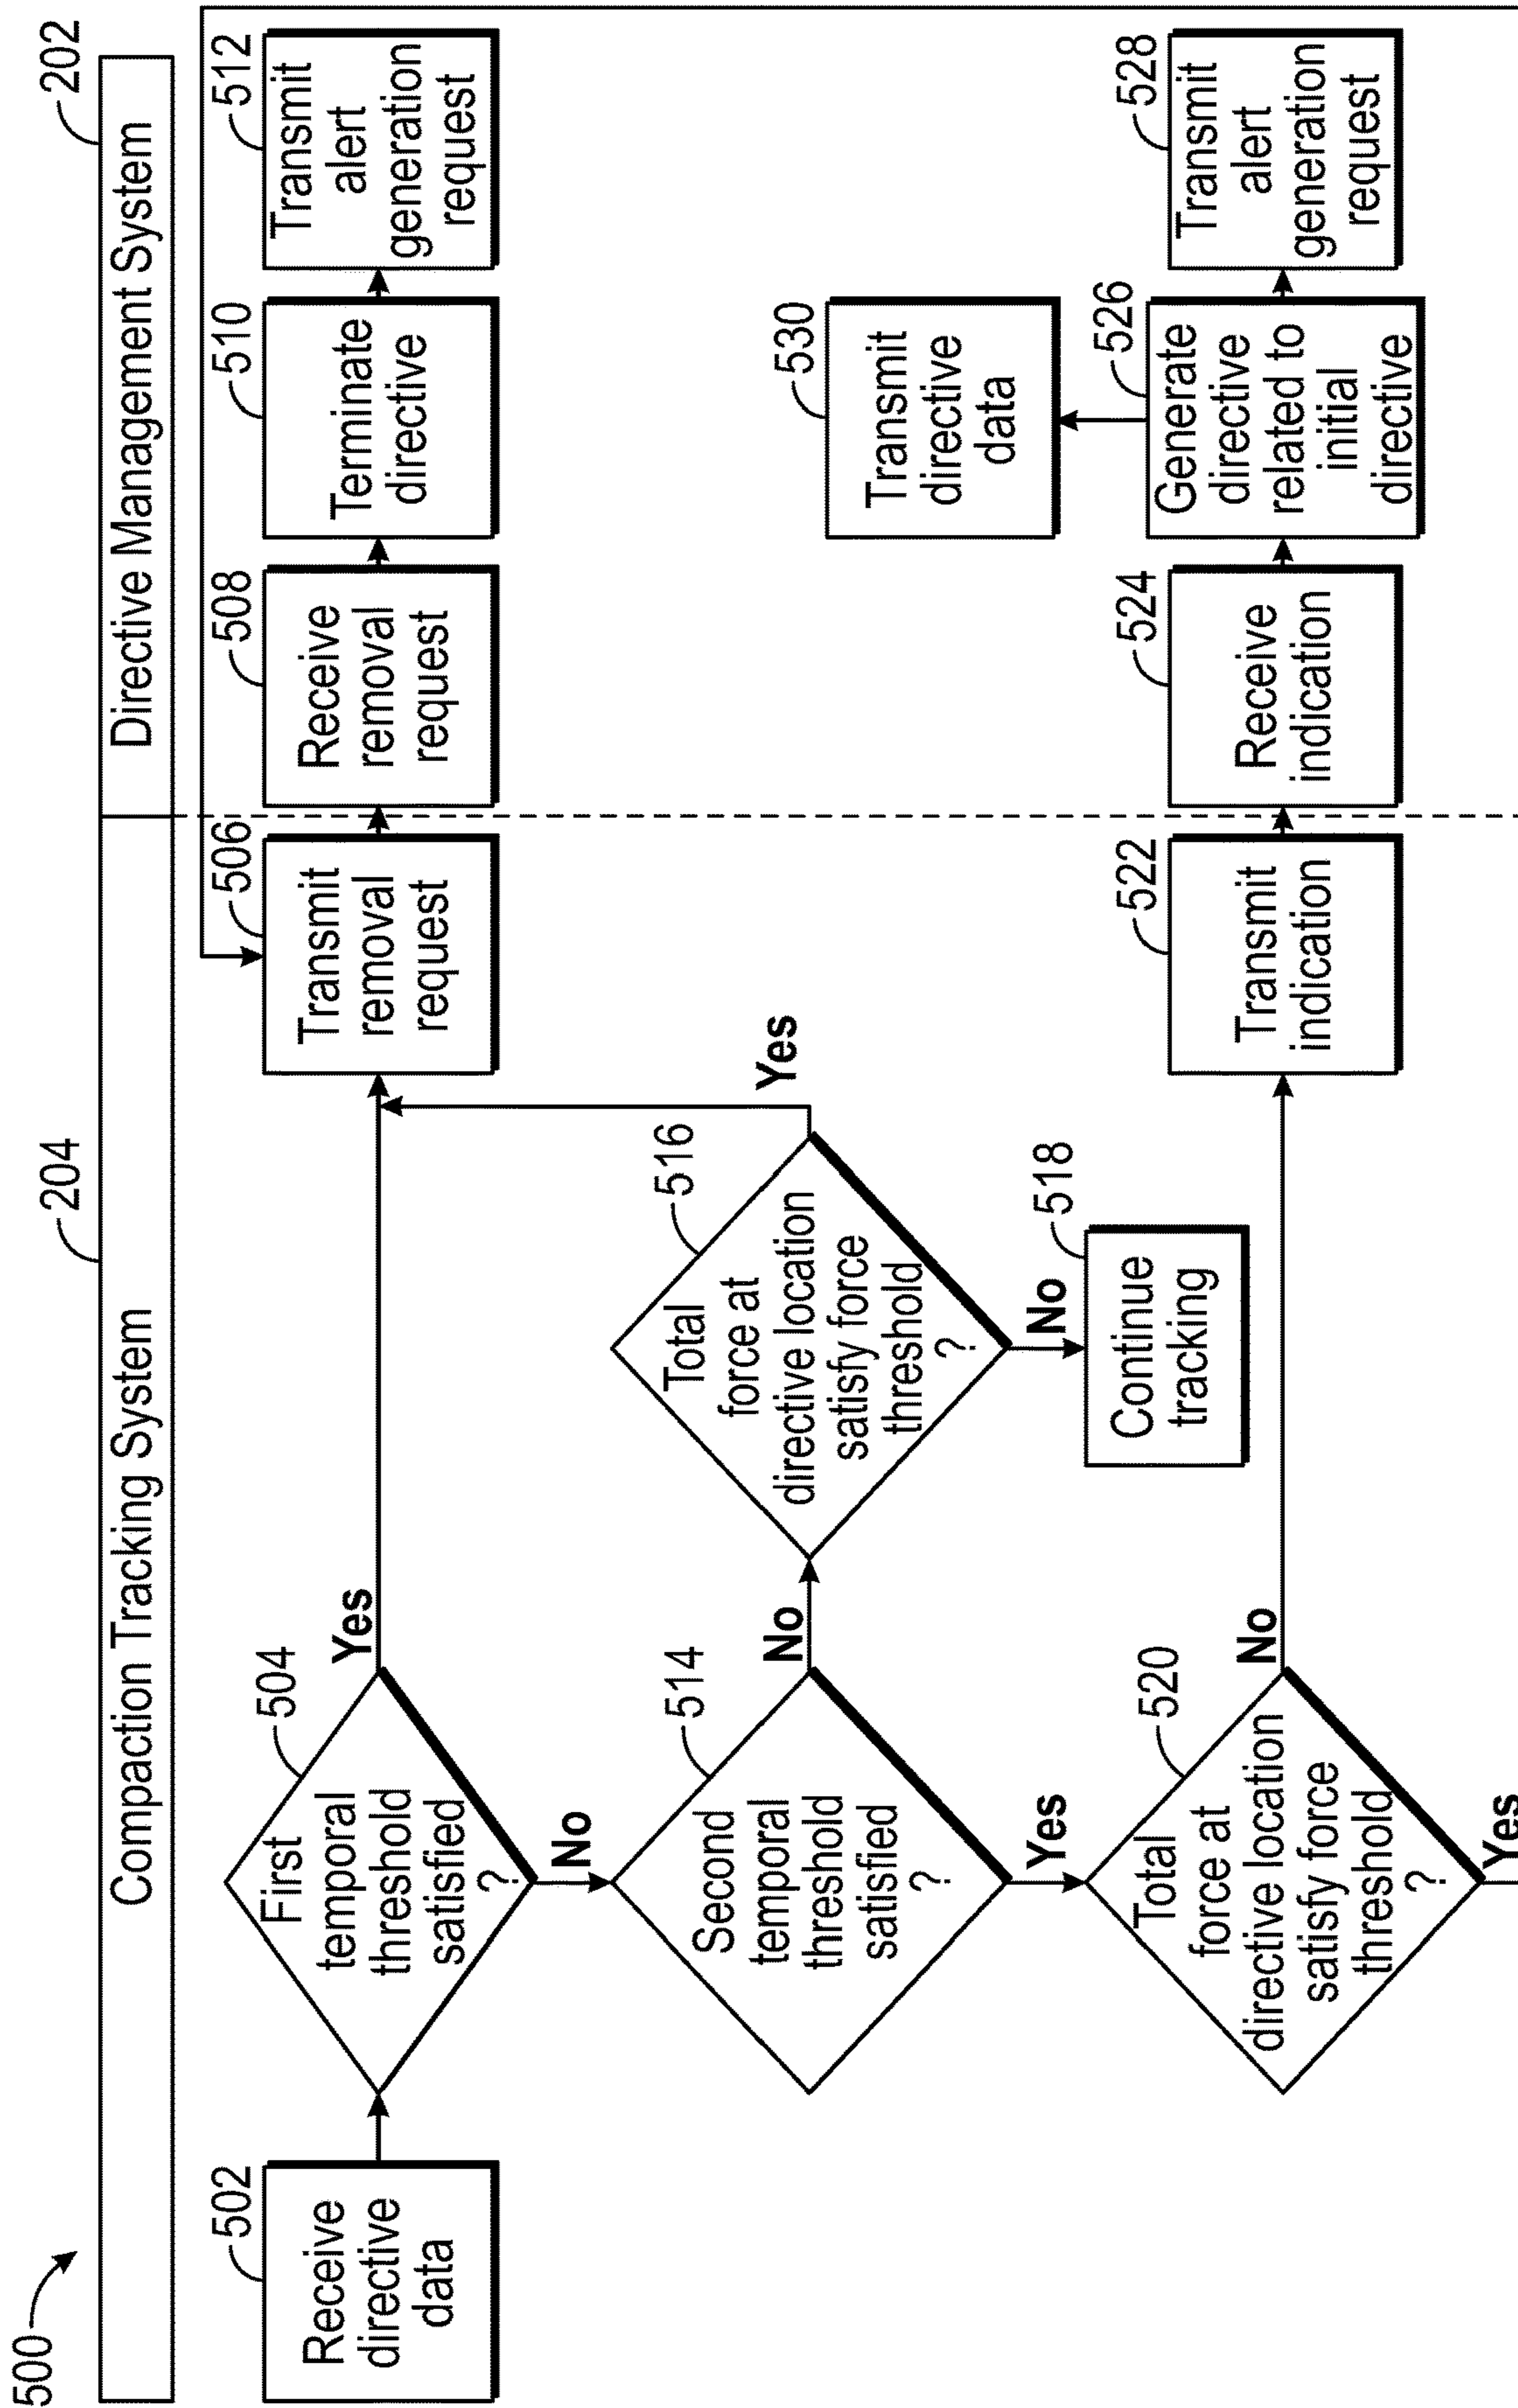 500
204
202
Compaction Tracking System
Directive Management System
502
Receive
directive
data
504
First
temporal
threshold
satisfied
?
Yes
No
506
Transmit
removal
request
508
Receive
removal
request
510
Terminate
directive
512
Transmit
alert
generation
request
514
Second
temporal
threshold
satisfied
?
No
Yes
516
Total
force at
directive location
satisfy force
threshold
?
Yes
No
518
Continue
tracking
530
Transmit
directive
data
520
Total
force at
directive location
satisfy force
threshold
?
No
Yes
522
Transmit
indication
524
Receive
indication
526
Generate
directive
related to
initial
directive
528
Transmit
alert
generation
request